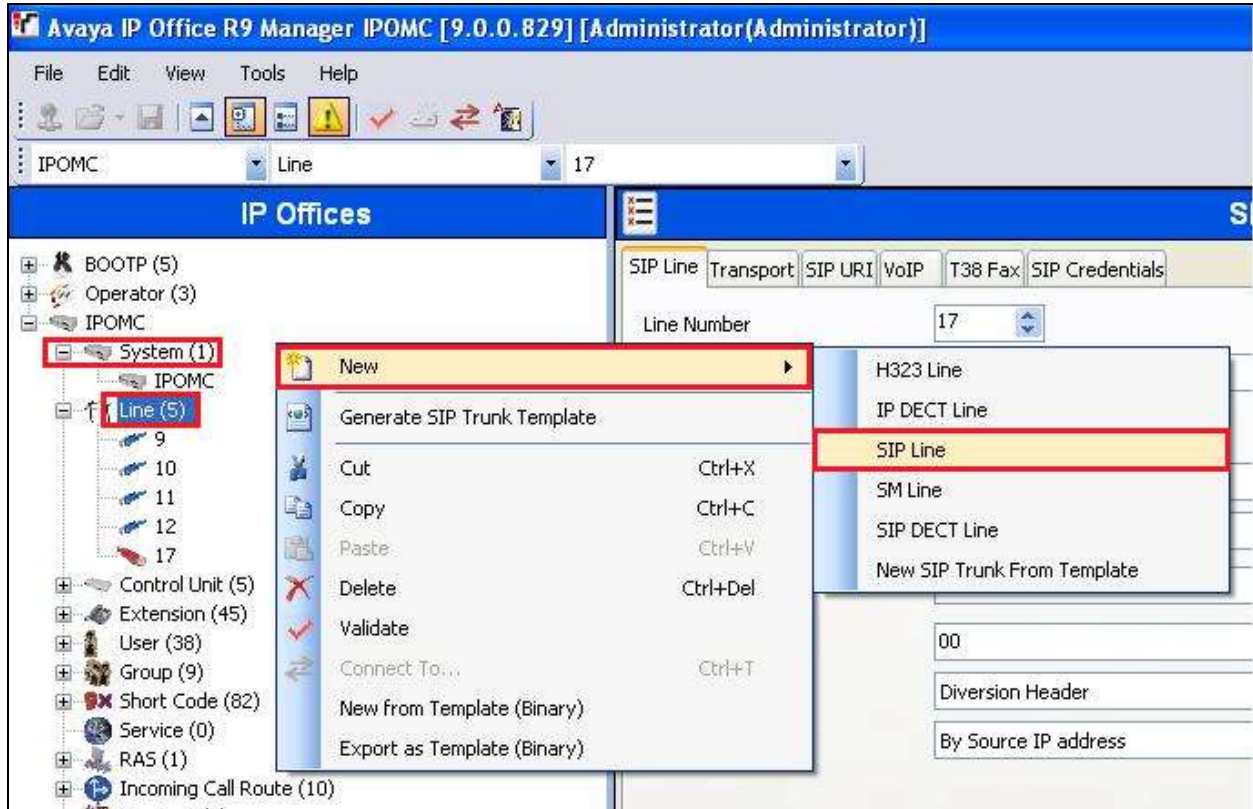 Avaya IP Office R9 Manager IPOMC [9.0.0.829] [Administrator(Administrator)]
File Edit View Tools Help
IPOMC Line 17
IP Offices
BOOTP (5)
Operator (3)
IPOMC
System (1)
IPOMC
Line (5)
9
10
11
12
17
Control Unit (5)
Extension (45)
User (38)
Group (9)
Short Code (82)
Service (0)
RAS (1)
Incoming Call Route (10)
New
Generate SIP Trunk Template
Cut Ctrl+X
Copy Ctrl+C
Paste Ctrl+V
Delete Ctrl+Del
Validate
Connect To... Ctrl+T
New from Template (Binary)
Export as Template (Binary)
H323 Line
IP DECT Line
SIP Line
SM Line
SIP DECT Line
New SIP Trunk From Template
SIP Line Transport SIP URI VoIP T38 Fax SIP Credentials
Line Number 17
00
Diversion Header
By Source IP address